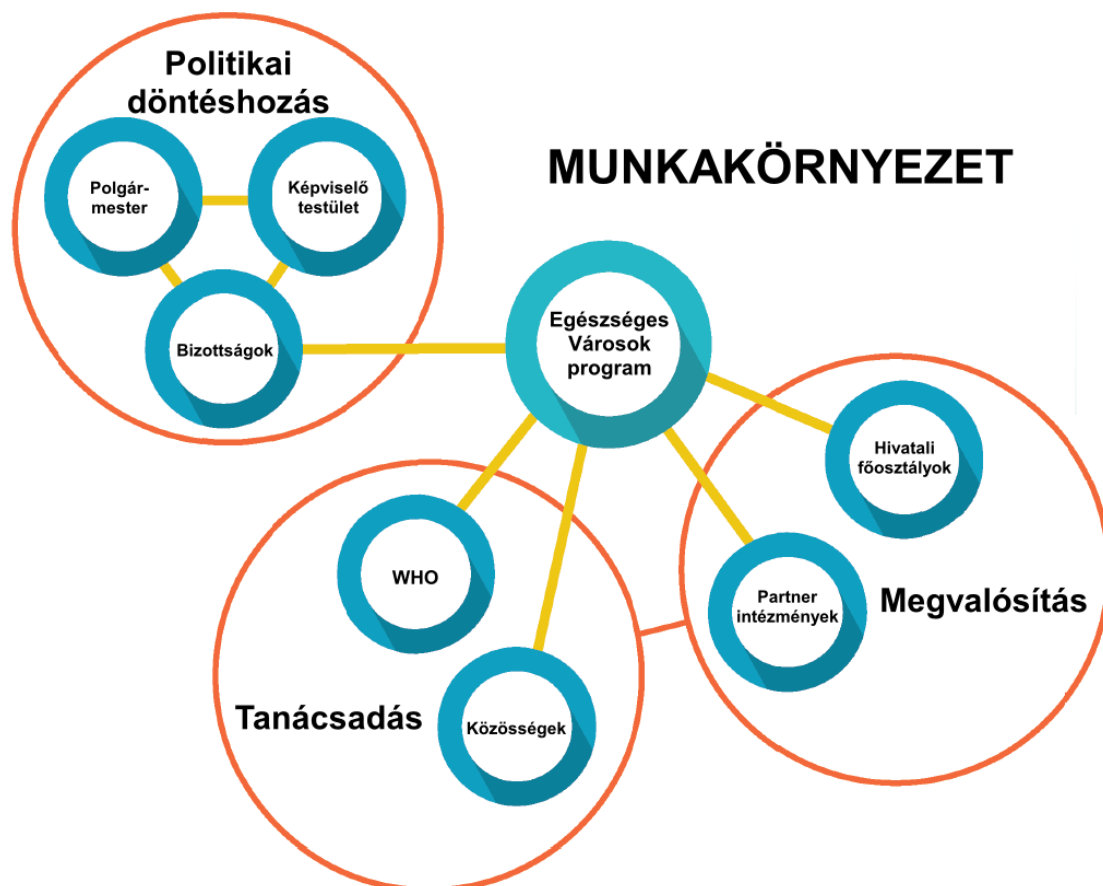 Politikai
döntéshozás
MUNKAKÖRNYEZET
Polgár-
mester
Képviselő
testület
Bizottságok
Egészséges
Városok
program
Hivatali
főosztályok
WHO
Partner
intézmények
Megvalósítás
Tanácsadás
Közösségek